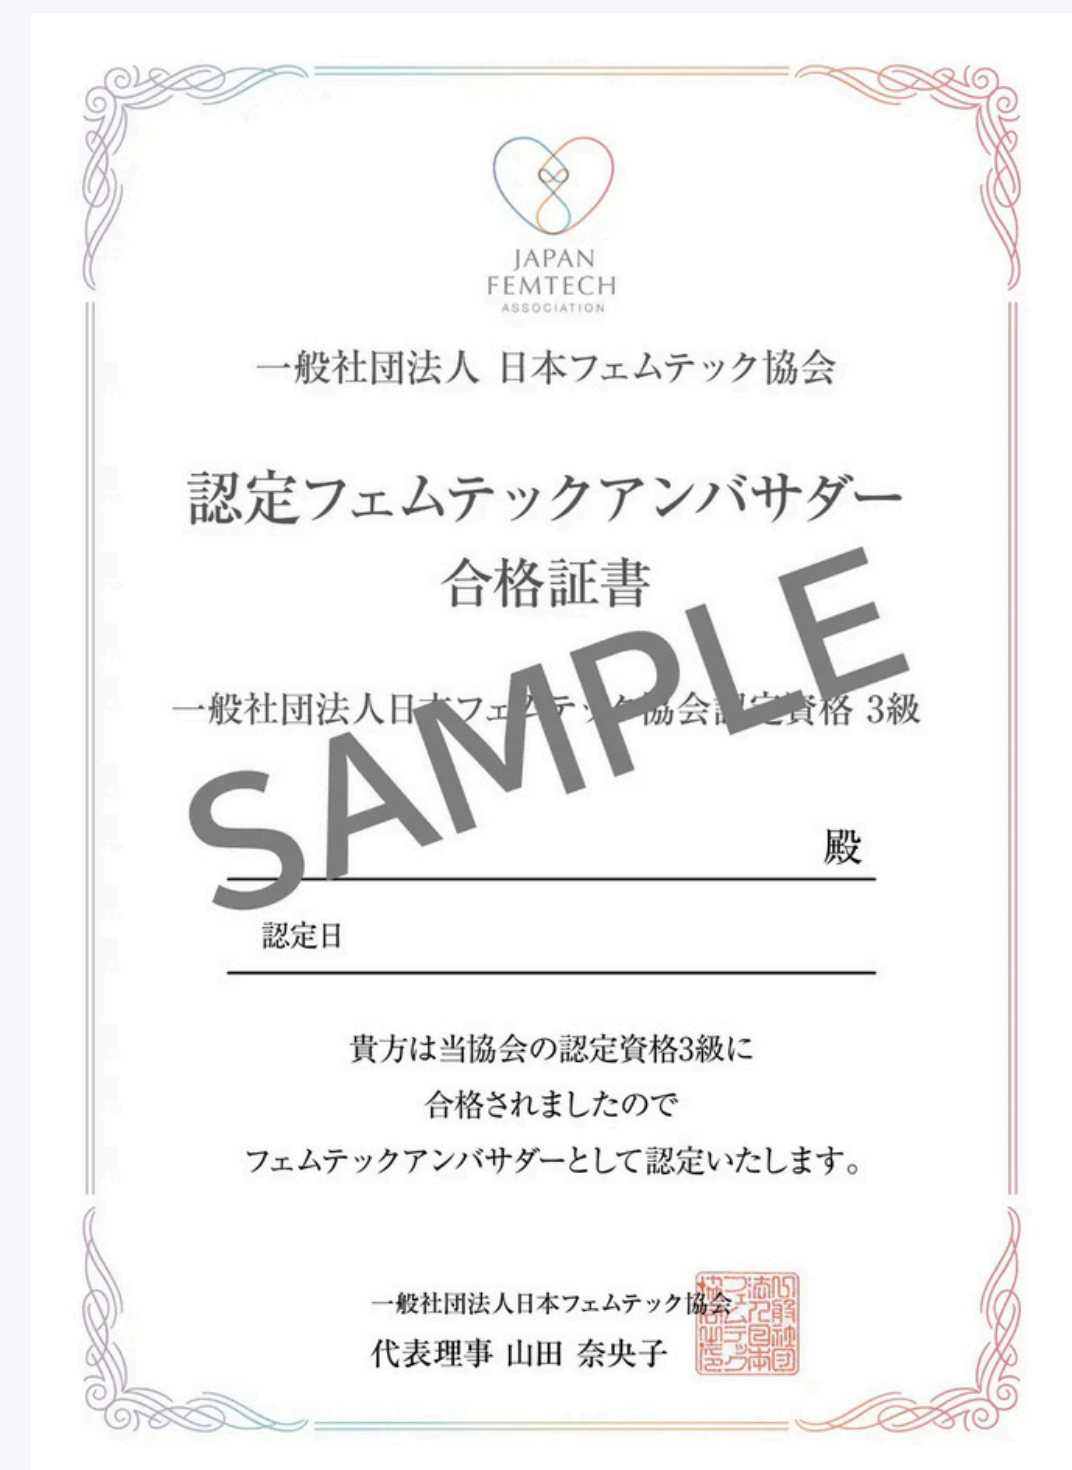 JAPAN
FEMTECH
ASSOCIATION
一般社団法人 日本フェムテック協会
認定フェムテックアンバサダー
合格証書
一般社団法人日本フェムテック協会認定資格 3級
SAMPLE
殿
認定日
貴方は当協会の認定資格3級に
合格されましたので
フェムテックアンバサダーとして認定いたします。
一般社団法人日本フェムテック協会
代表理事 山田 奈央子